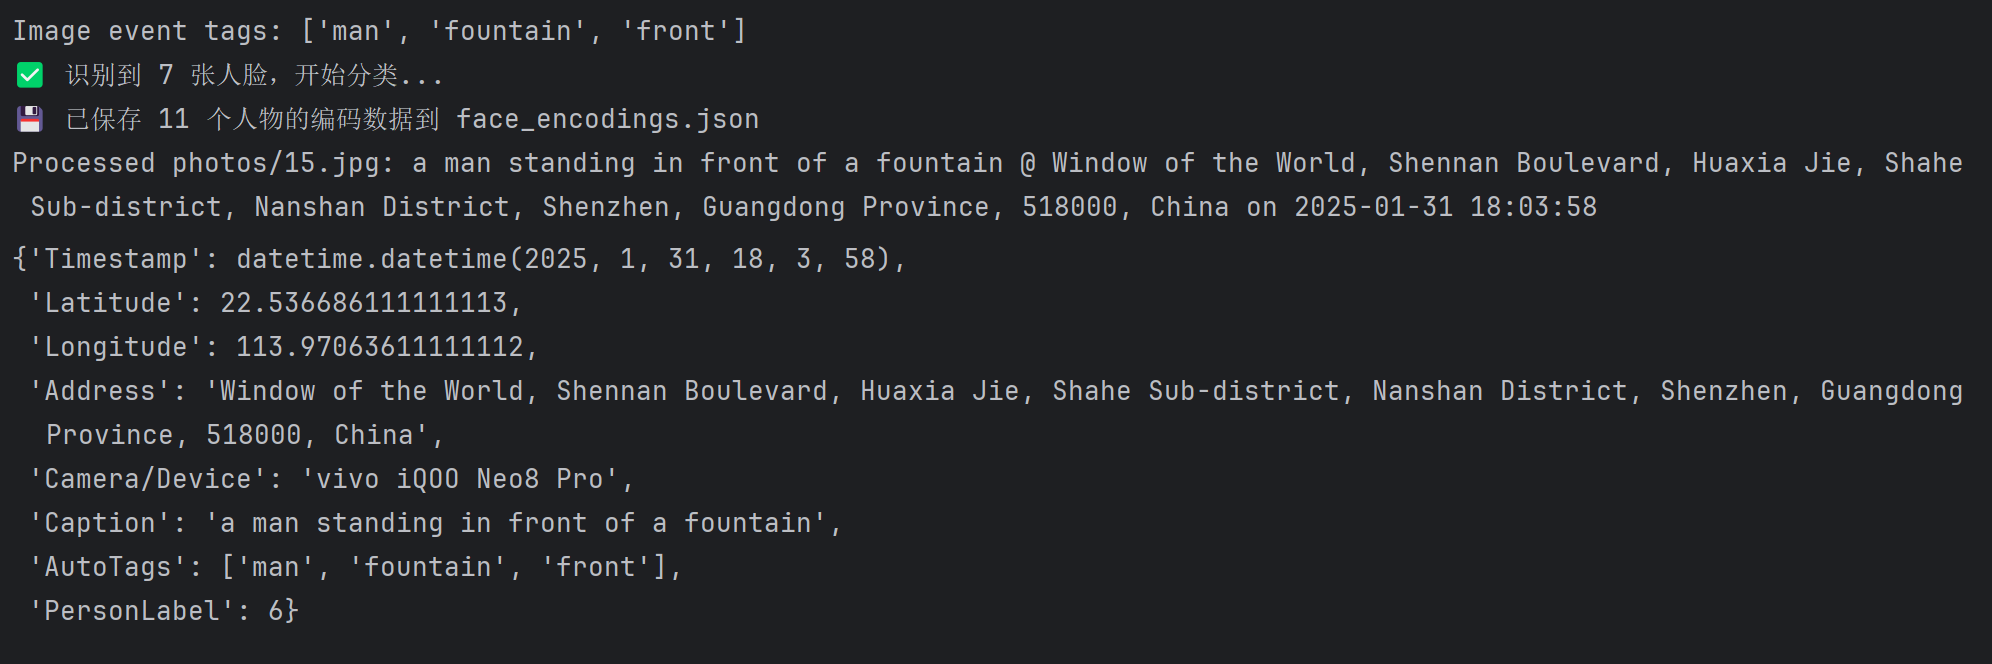 Image event tags: ['man', 'fountain', 'front']
✅ 识别到 7 张人脸，开始分类...
💾 已保存 11 个人物的编码数据到 face_encodings.json
Processed photos/15.jpg: a man standing in front of a fountain @ Window of the World, Shennan Boulevard, Huaxia Jie, Shahe
Sub-district, Nanshan District, Shenzhen, Guangdong Province, 518000, China on 2025-01-31 18:03:58
{'Timestamp': datetime.datetime(2025, 1, 31, 18, 3, 58),
'Latitude': 22.536686111111113,
'Longitude': 113.97063611111112,
'Address': 'Window of the World, Shennan Boulevard, Huaxia Jie, Shahe Sub-district, Nanshan District, Shenzhen, Guangdong
Province, 518000, China',
'Camera/Device': 'vivo iQOO Neo8 Pro',
'Caption': 'a man standing in front of a fountain',
'AutoTags': ['man', 'fountain', 'front'],
'PersonLabel': 6}